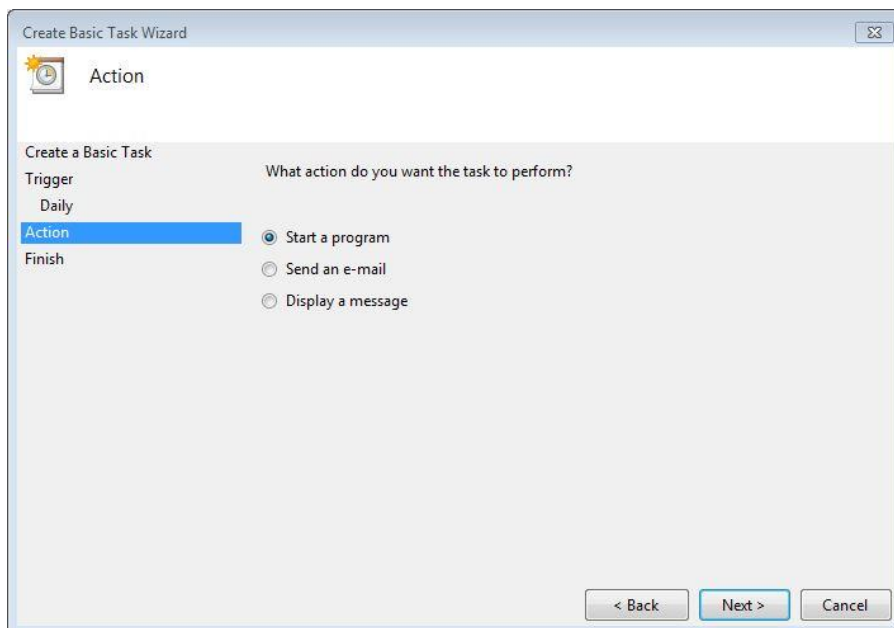 Create Basic Task Wizard
Action
Create a Basic Task
Trigger
Daily
Action
Finish
What action do you want the task to perform?
Start a program
Send an e-mail
Display a message
< Back
Next >
Cancel